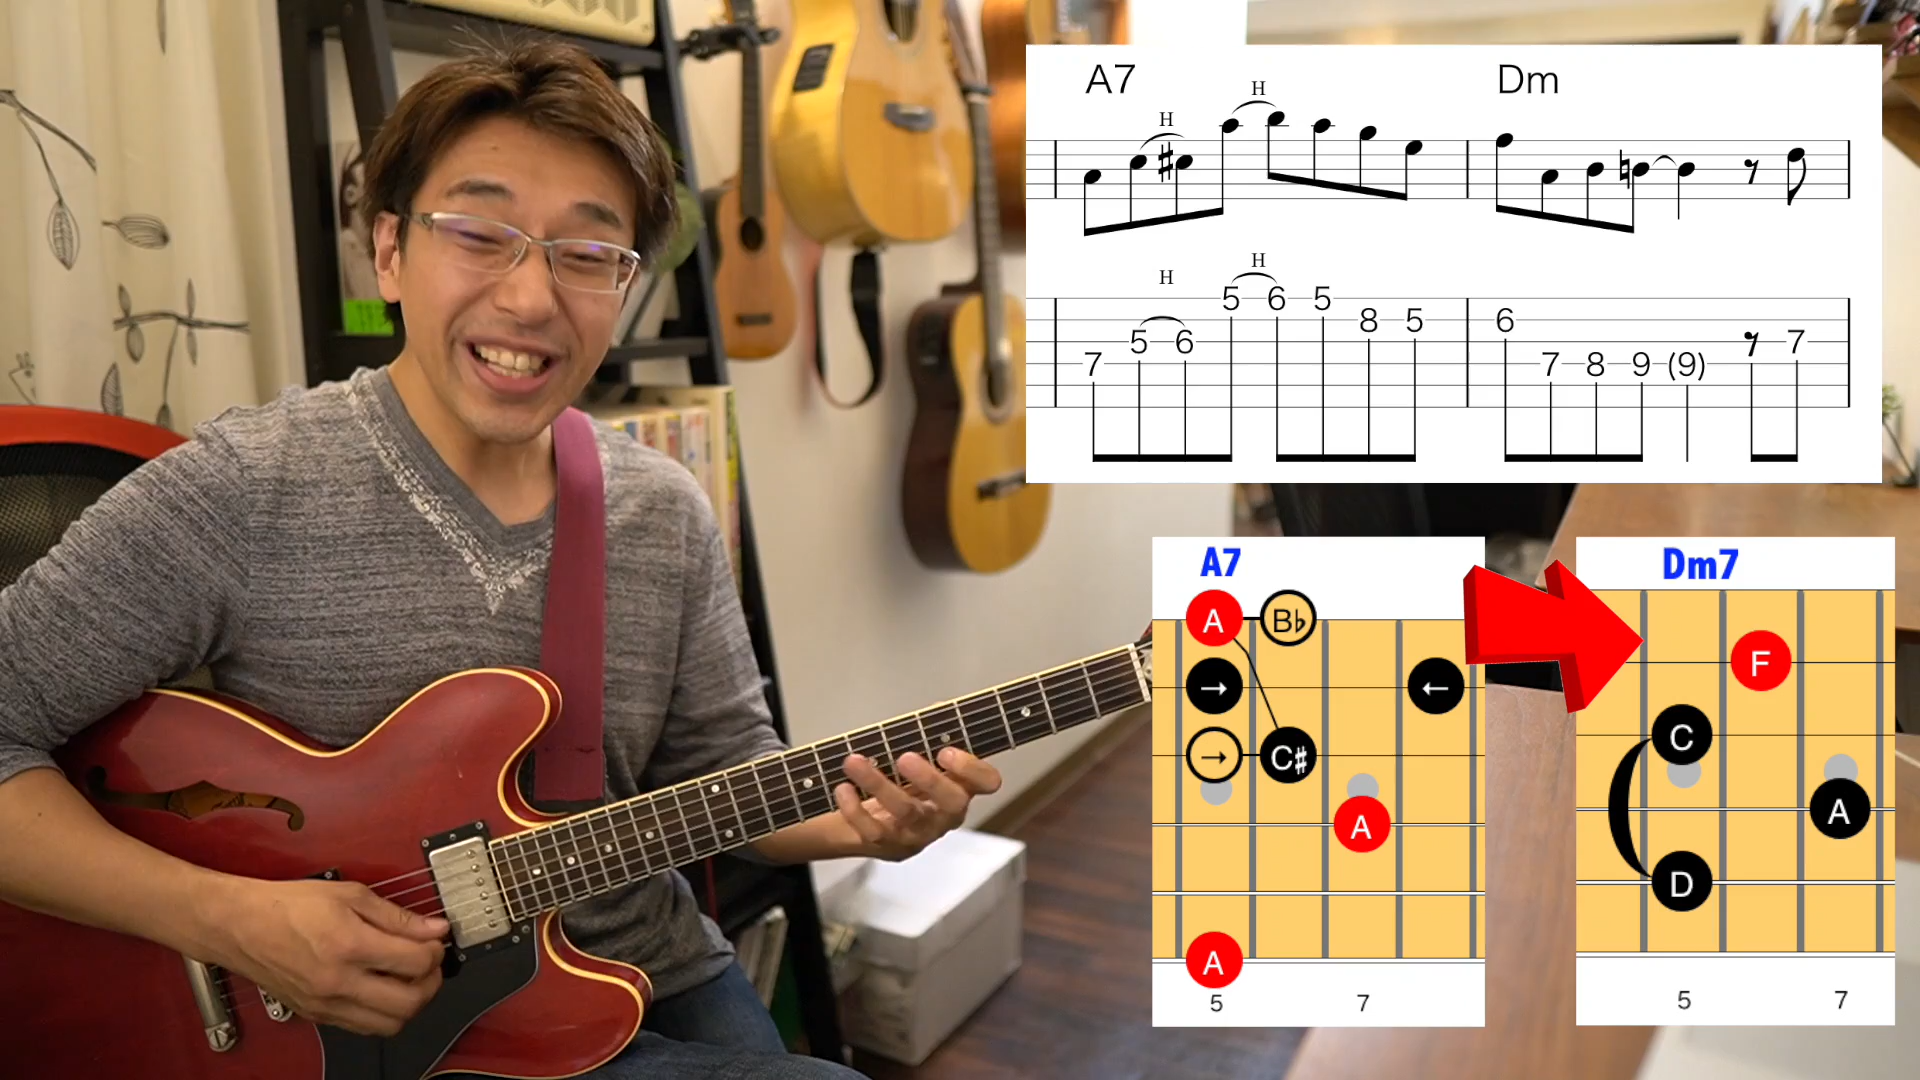 A7 Dm
H H
H H
5 6 5
8 5 6
5 6 7
7 7 8 9 (9)
A7
A B♭
→ ←
→ C♯
A
A
5 7
Dm7
F
C
A
D
5 7